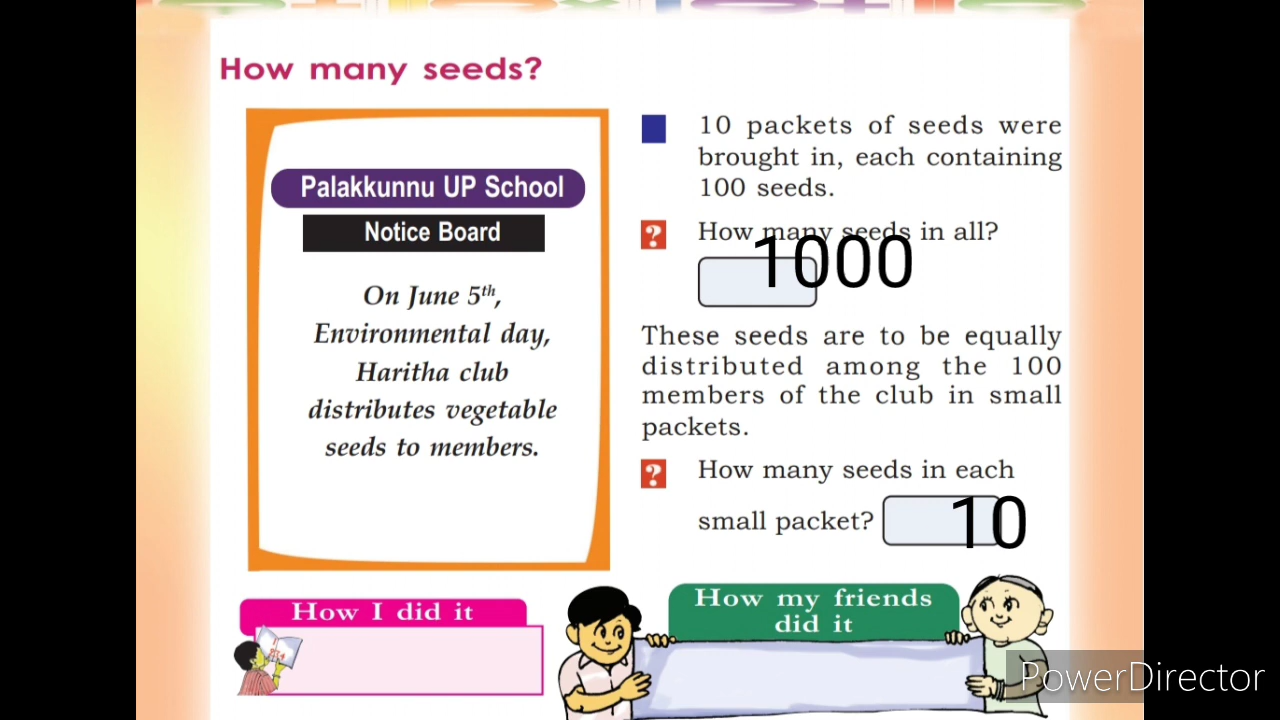 How many seeds?
Palakkunnu UP School
Notice Board
On June 5th,
Environmental day,
Haritha club
distributes vegetable
seeds to members.
10 packets of seeds were
brought in, each containing
100 seeds.
? How many seeds in all?
1000
These seeds are to be equally
distributed among the 100
members of the club in small
packets.
? How many seeds in each
small packet? 10
How I did it
How my friends
did it
PowerDirector